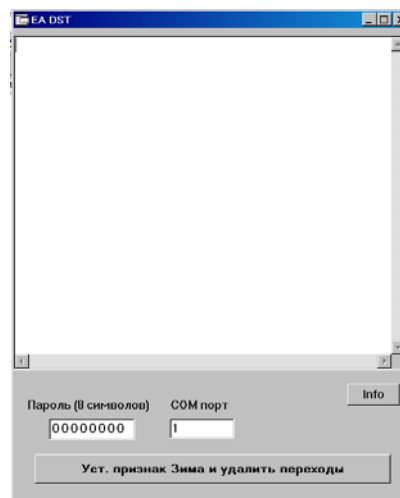 EA DST
Info
Пароль (8 символов) COM порт
00000000 1
Уст. признак Зима и удалить переходы